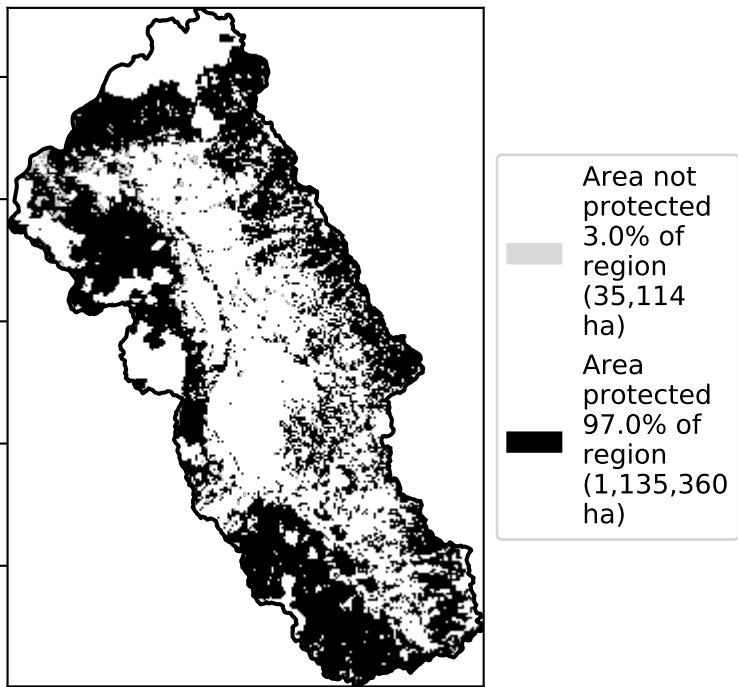 Area not
protected
3.0% of
region
(35,114
ha)
Area
protected
97.0% of
region
(1,135,360
ha)